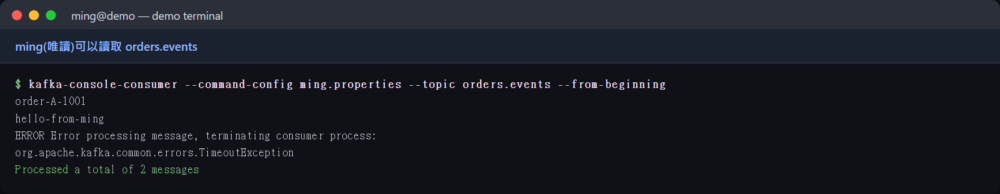 ming@demo — demo terminal
ming(唯讀)可以讀取 orders.events
$ kafka-console-consumer --command-config ming.properties --topic orders.events --from-beginning
order-A-1001
hello-from-ming
ERROR Error processing message, terminating consumer process:
org.apache.kafka.common.errors.TimeoutException
Processed a total of 2 messages